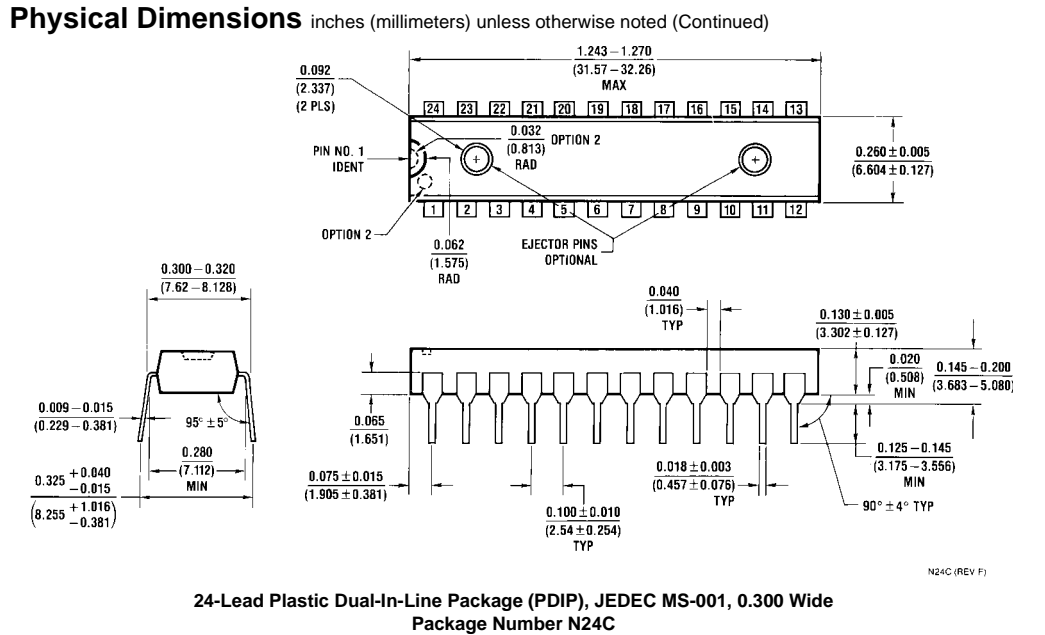 Physical Dimensions inches (millimeters) unless otherwise noted (Continued)
1.243 – 1.270
(31.57 – 32.26)
MAX
0.092
(2.337)
(2 PLS)
24 23 22 21 20 19 18 17 16 15 14 13
0.032
(0.813)
RAD
OPTION 2
PIN NO. 1
IDENT
0.260 ± 0.005
(6.604 ± 0.127)
1 2 3 4 5 6 7 8 9 10 11 12
OPTION 2
0.062
(1.575)
RAD
EJECTOR PINS
OPTIONAL
0.300 – 0.320
(7.62 – 8.128)
0.040
(1.016)
TYP
0.130 ± 0.005
(3.302 ± 0.127)
0.020
(0.508)
MIN
0.145 – 0.200
(3.683 – 5.080)
0.009 – 0.015
(0.229 – 0.381)
95° ± 5°
0.065
(1.651)
0.280
(7.112)
MIN
0.125 – 0.145
(3.175 – 3.556)
MIN
0.325 + 0.040
– 0.015
(8.255 + 1.016
– 0.381)
0.075 ± 0.015
(1.905 ± 0.381)
0.018 ± 0.003
(0.457 ± 0.076)
TYP
0.100 ± 0.010
(2.54 ± 0.254)
TYP
90° ± 4° TYP
N24C (REV F)
24-Lead Plastic Dual-In-Line Package (PDIP), JEDEC MS-001, 0.300 Wide
Package Number N24C